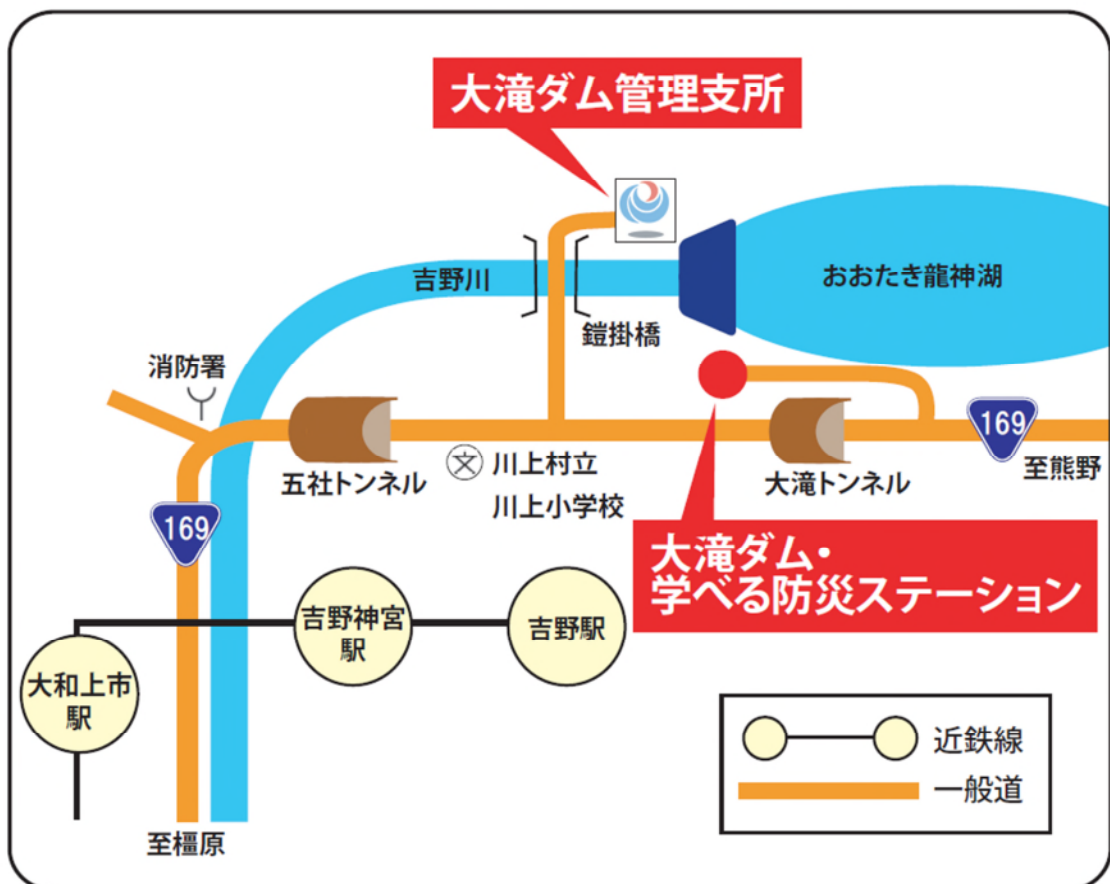 大滝ダム管理支所
吉野川
おおたき龍神湖
鎧掛橋
消防署
169
至熊野
五社トンネル
文
川上村立
川上小学校
大滝トンネル
169
大滝ダム・
学べる防災ステーション
吉野神宮
駅
吉野駅
大和上市
駅
近鉄線
一般道
至橿原